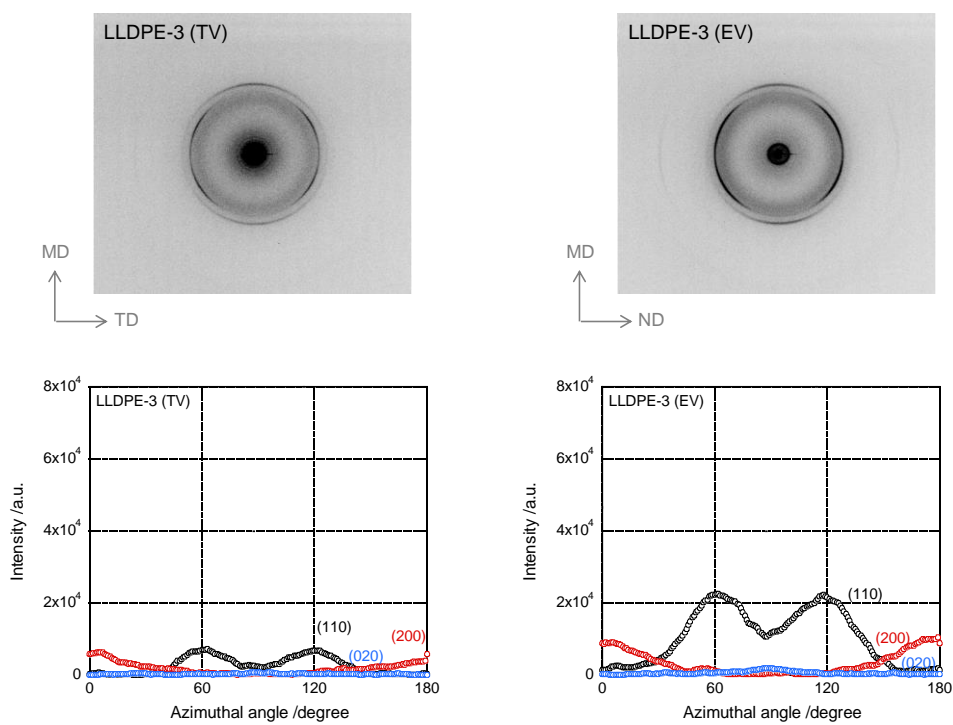 LLDPE-3 (TV)
LLDPE-3 (EV)
MD
TD
MD
ND
8x10⁴
6x10⁴
4x10⁴
2x10⁴
0
Intensity /a.u.
LLDPE-3 (TV)
(110)
(200)
(020)
0
60
120
180
Azimuthal angle /degree
8x10⁴
6x10⁴
4x10⁴
2x10⁴
0
Intensity /a.u.
LLDPE-3 (EV)
(110)
(200)
(020)
0
60
120
180
Azimuthal angle /degree